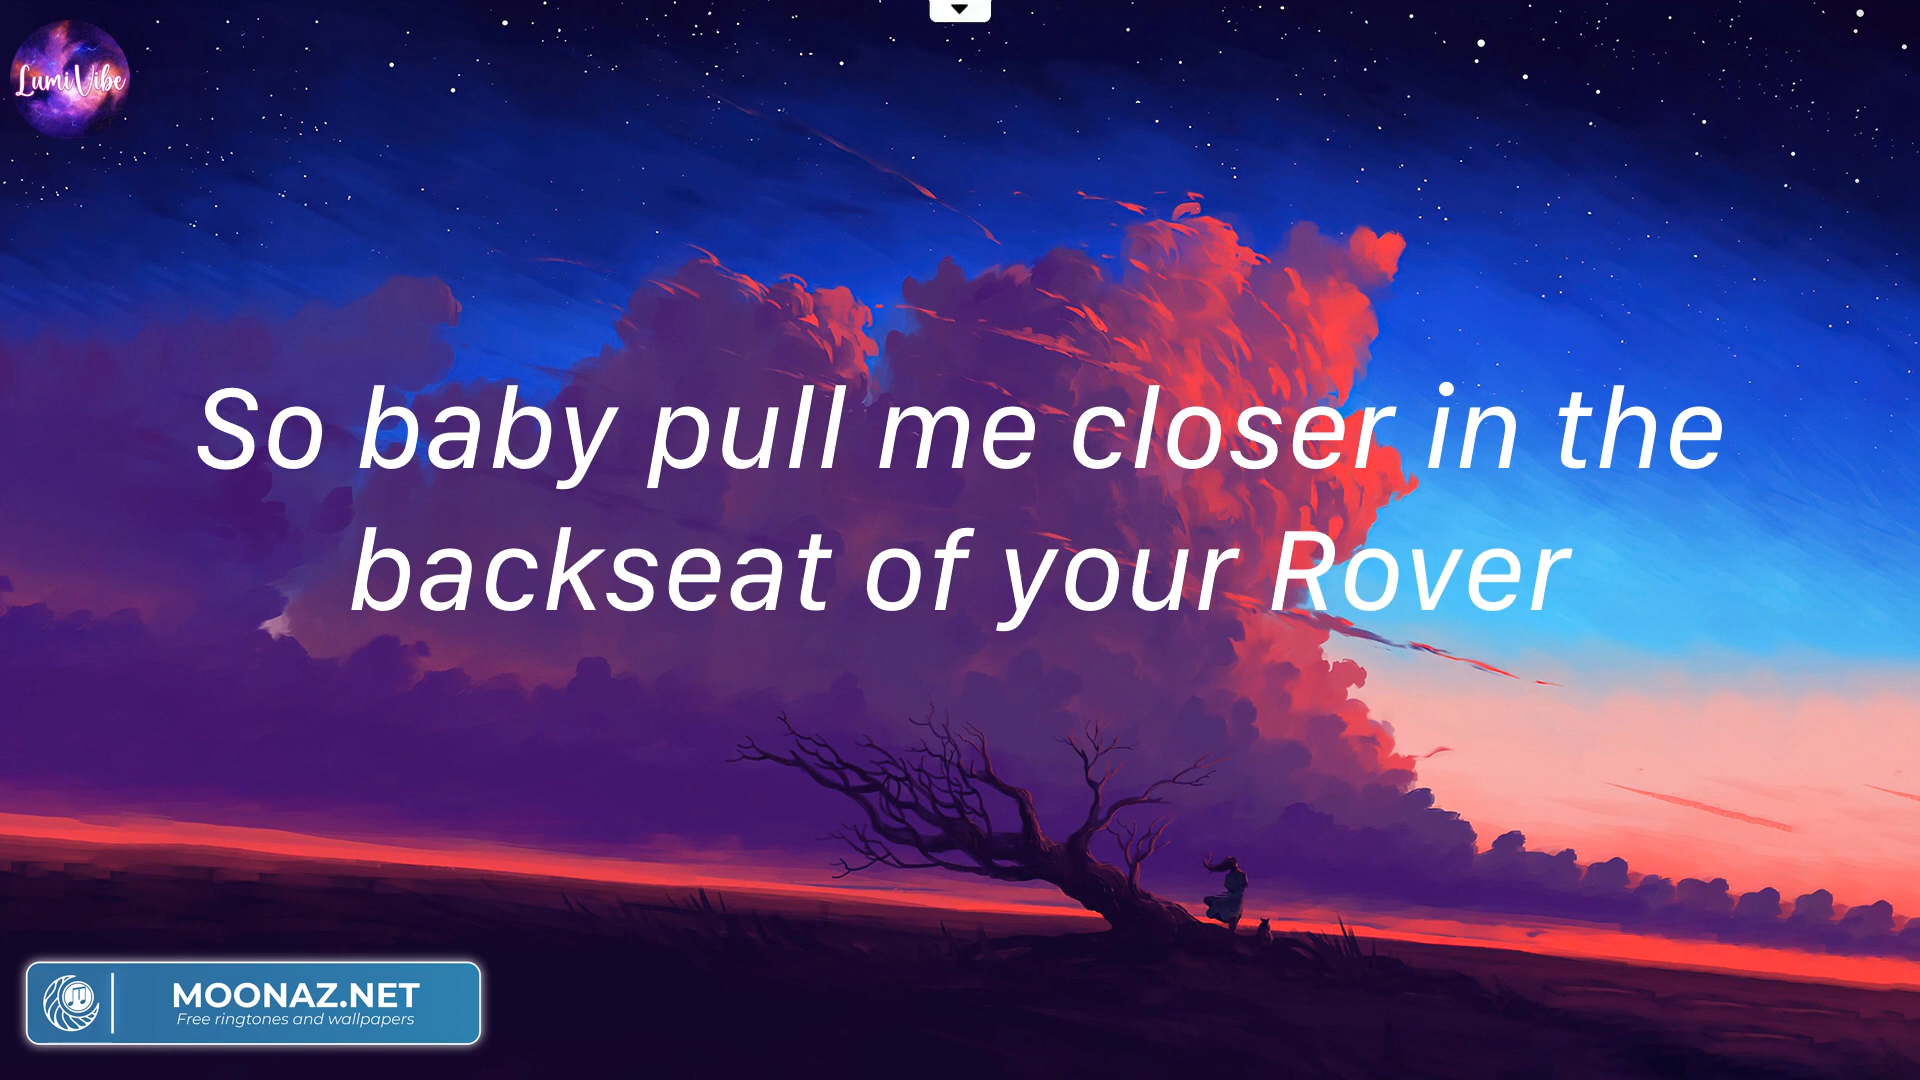 LumiVibe
So baby pull me closer in the
backseat of your Rover
MOONAZ.NET
Free ringtones and wallpapers